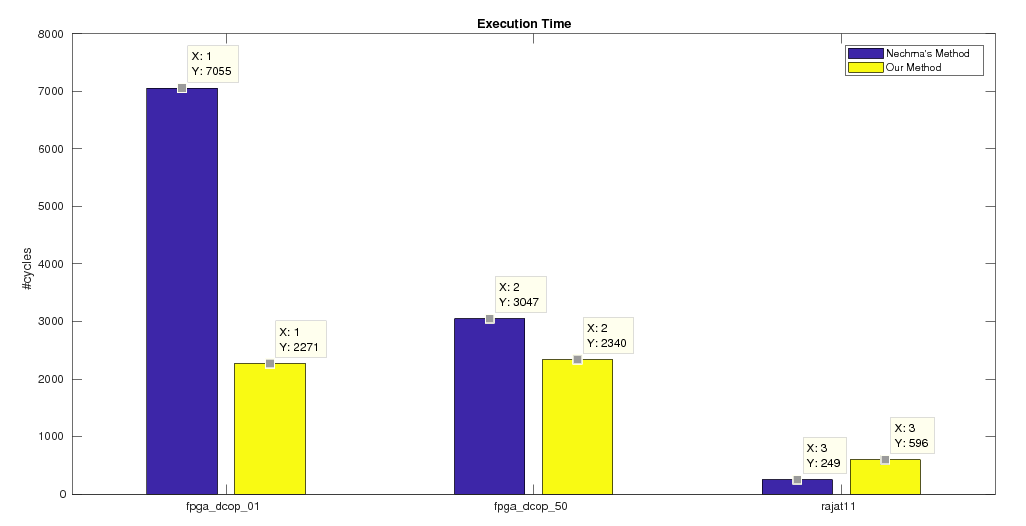 Execution Time
8000
7000
6000
5000
4000
3000
2000
1000
0
#cycles
X: 1
Y: 7055
X: 1
Y: 2271
X: 2
Y: 3047
X: 2
Y: 2340
X: 3
Y: 249
X: 3
Y: 596
Nechma's Method
Our Method
fpga_dcop_01
fpga_dcop_50
rajat11